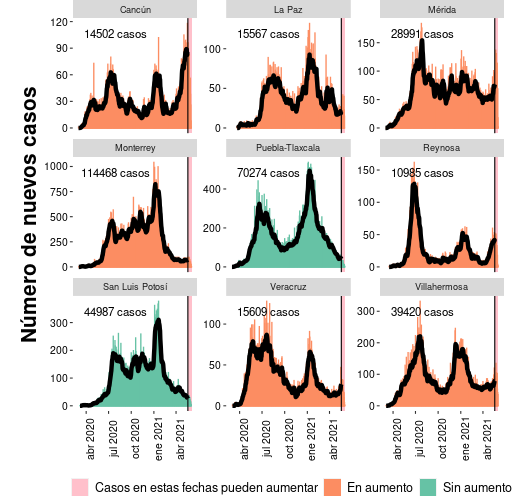 Número de nuevos casos
Cancún
La Paz
Mérida
14502 casos
15567 casos
28991 casos
120
90
60
30
0
100
50
0
150
100
50
0
Monterrey
Puebla-Tlaxcala
Reynosa
114468 casos
70274 casos
10985 casos
1000
750
500
250
0
400
200
0
150
100
50
0
San Luis Potosí
Veracruz
Villahermosa
44987 casos
15609 casos
39420 casos
300
200
100
0
100
50
0
300
200
100
0
abr 2020
jul 2020
oct 2020
ene 2021
abr 2021
abr 2020
jul 2020
oct 2020
ene 2021
abr 2021
abr 2020
jul 2020
oct 2020
ene 2021
abr 2021
Casos en estas fechas pueden aumentar
En aumento
Sin aumento